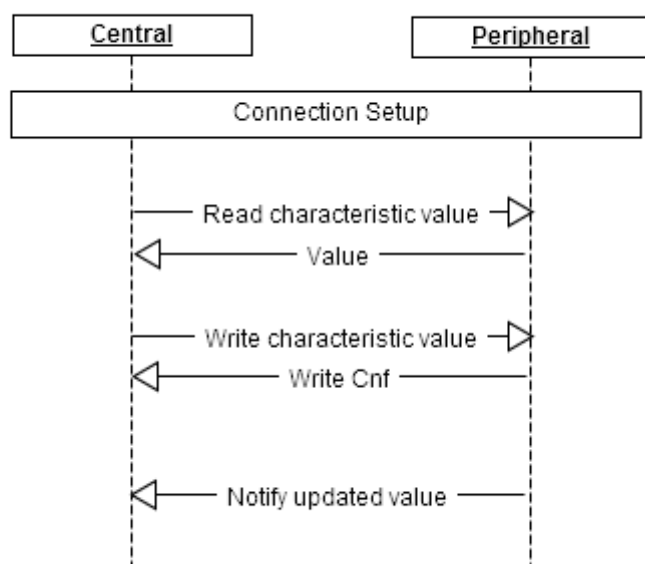 Central
Peripheral
Connection Setup
Read characteristic value
Value
Write characteristic value
Write Cnf
Notify updated value